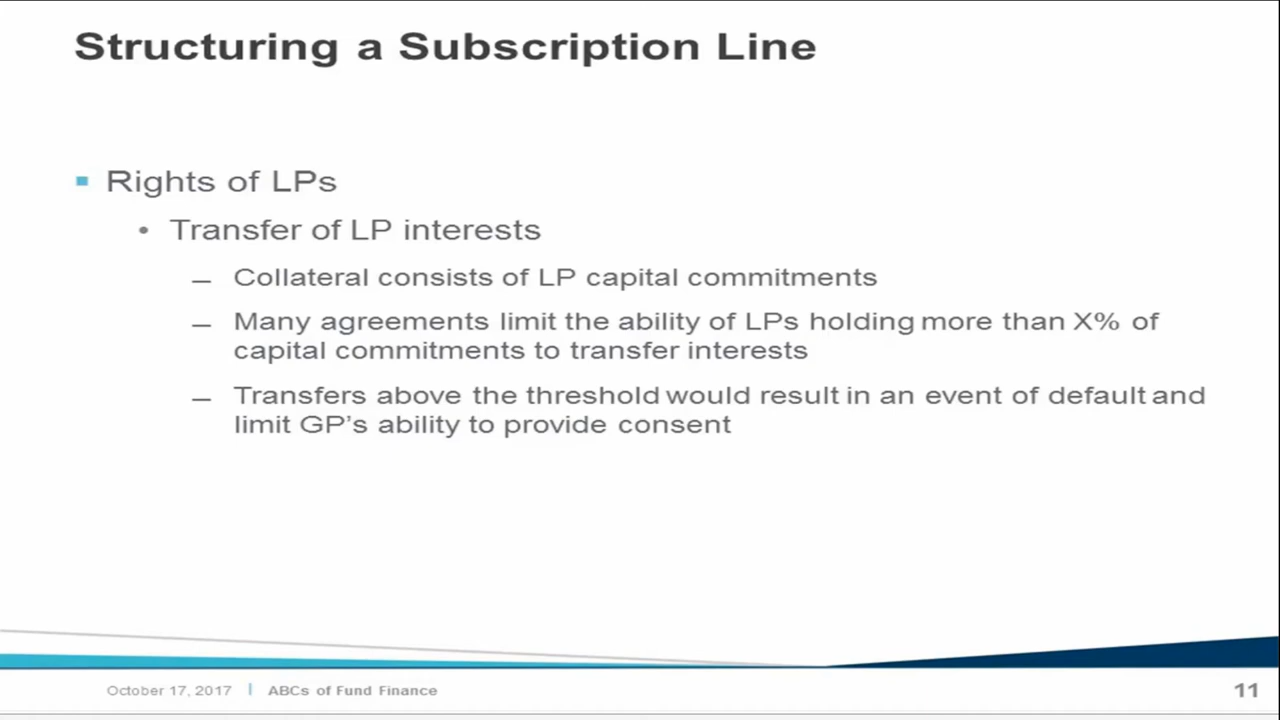 Structuring a Subscription Line
Rights of LPs
Transfer of LP interests
Collateral consists of LP capital commitments
Many agreements limit the ability of LPs holding more than X% of
capital commitments to transfer interests
Transfers above the threshold would result in an event of default and
limit GP's ability to provide consent
October 17, 2017 | ABCs of Fund Finance
11